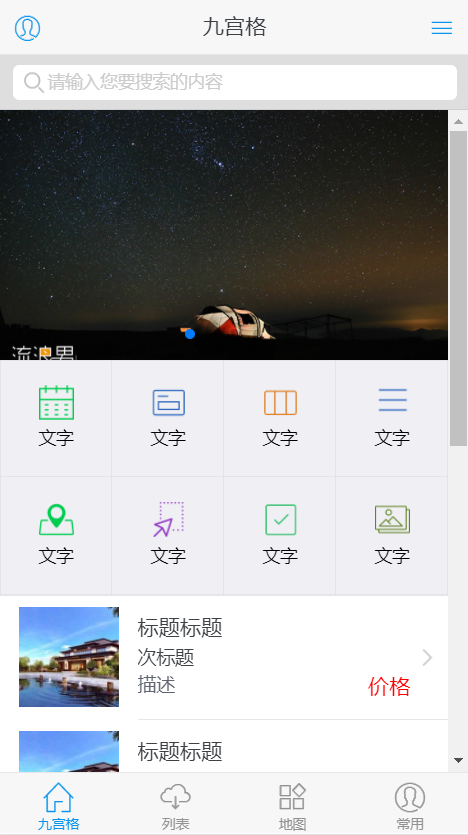 九宫格
请输入您要搜索的内容
流浪男
文字 文字 文字 文字
文字 文字 文字 文字
标题标题
次标题
描述 价格
标题标题
九宫格 列表 地图 常用